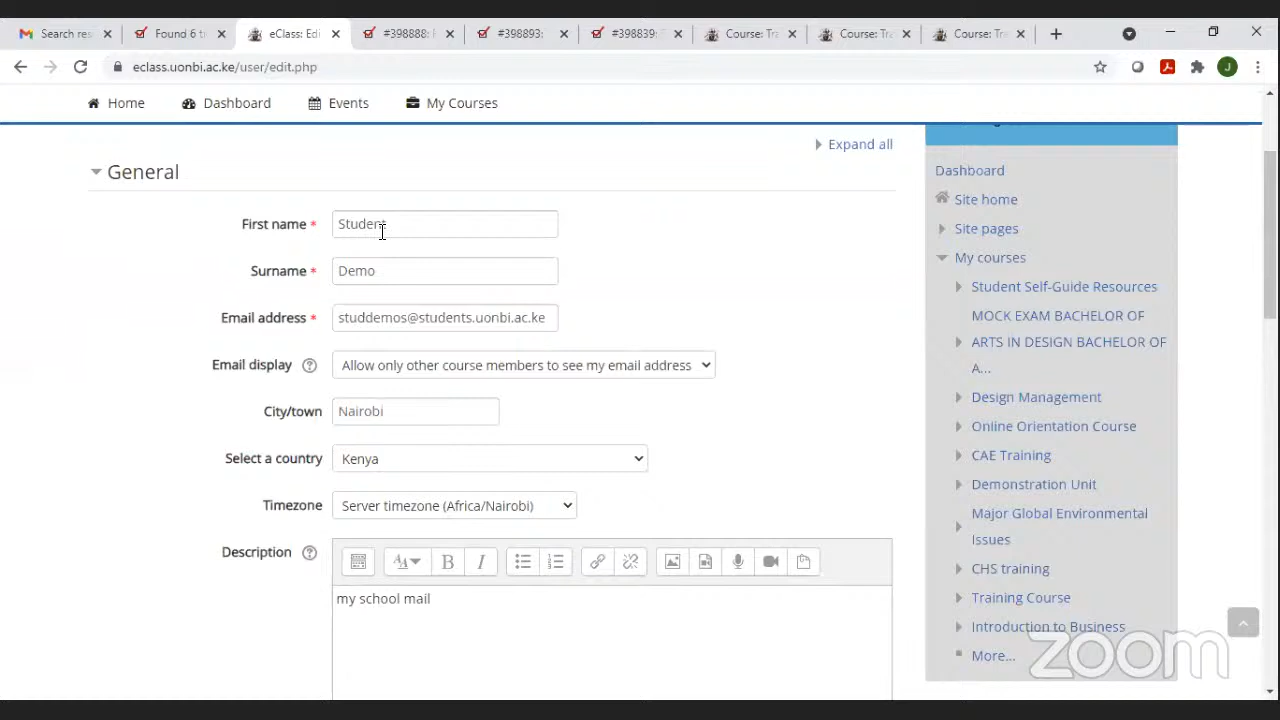 Search res
Found 6 ti
eClass: Edi
#398888: 
#398893: 
#398839: 
Course: Tra
Course: Tra
Course: Tra
eclass.uonbi.ac.ke/user/edit.php
J
Home
Dashboard
Events
My Courses
Expand all
General
First name *
Student
Surname *
Demo
Email address *
studdemos@students.uonbi.ac.ke
Email display
Allow only other course members to see my email address
City/town
Nairobi
Select a country
Kenya
Timezone
Server timezone (Africa/Nairobi)
Description
B I
my school mail
Dashboard
Site home
Site pages
My courses
Student Self-Guide Resources
MOCK EXAM BACHELOR OF
ARTS IN DESIGN BACHELOR OF
A...
Design Management
Online Orientation Course
CAE Training
Demonstration Unit
Major Global Environmental
Issues
CHS training
Training Course
Introduction to Business
More...
zoom